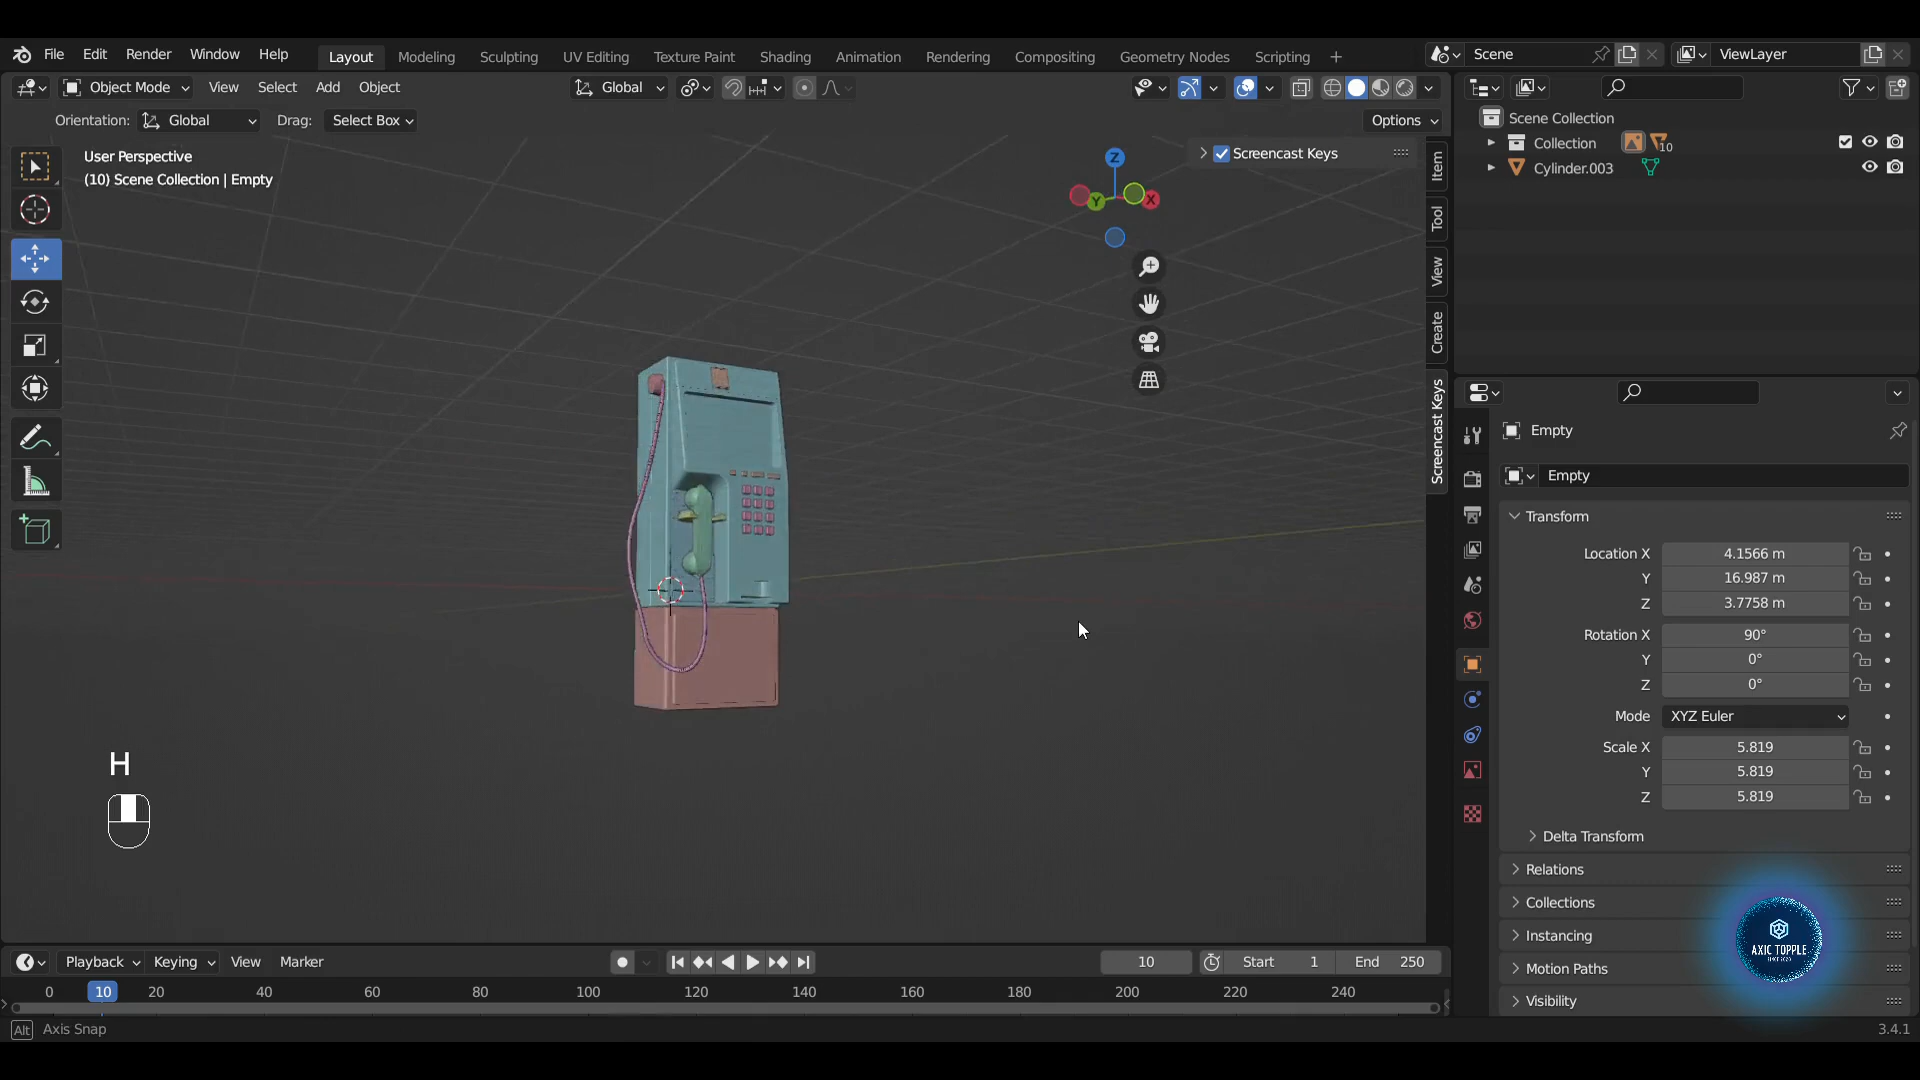 File Edit Render Window Help Layout Modeling Sculpting UV Editing Texture Paint Shading Animation Rendering Compositing Geometry Nodes Scripting + Scene ViewLayer
Object Mode View Select Add Object Global
Orientation: Global Drag: Select Box Options
User Perspective
(10) Scene Collection | Empty
Screencast Keys
Z
Y
X
Item
Tool
View
Create
Screencast Keys
H
Scene Collection
Collection 10
Cylinder.003
Empty
Empty
Transform
Location X 4.1566 m
Y 16.987 m
Z 3.7758 m
Rotation X 90°
Y 0°
Z 0°
Mode XYZ Euler
Scale X 5.819
Y 5.819
Z 5.819
Delta Transform
Relations
Collections
Instancing
Motion Paths
Visibility
AXIC TOPPLE
SINCE 2020
Playback Keying View Marker 10 Start 1 End 250
0 10 20 40 60 80 100 120 140 160 180 200 220 240
Alt Axis Snap 3.4.1